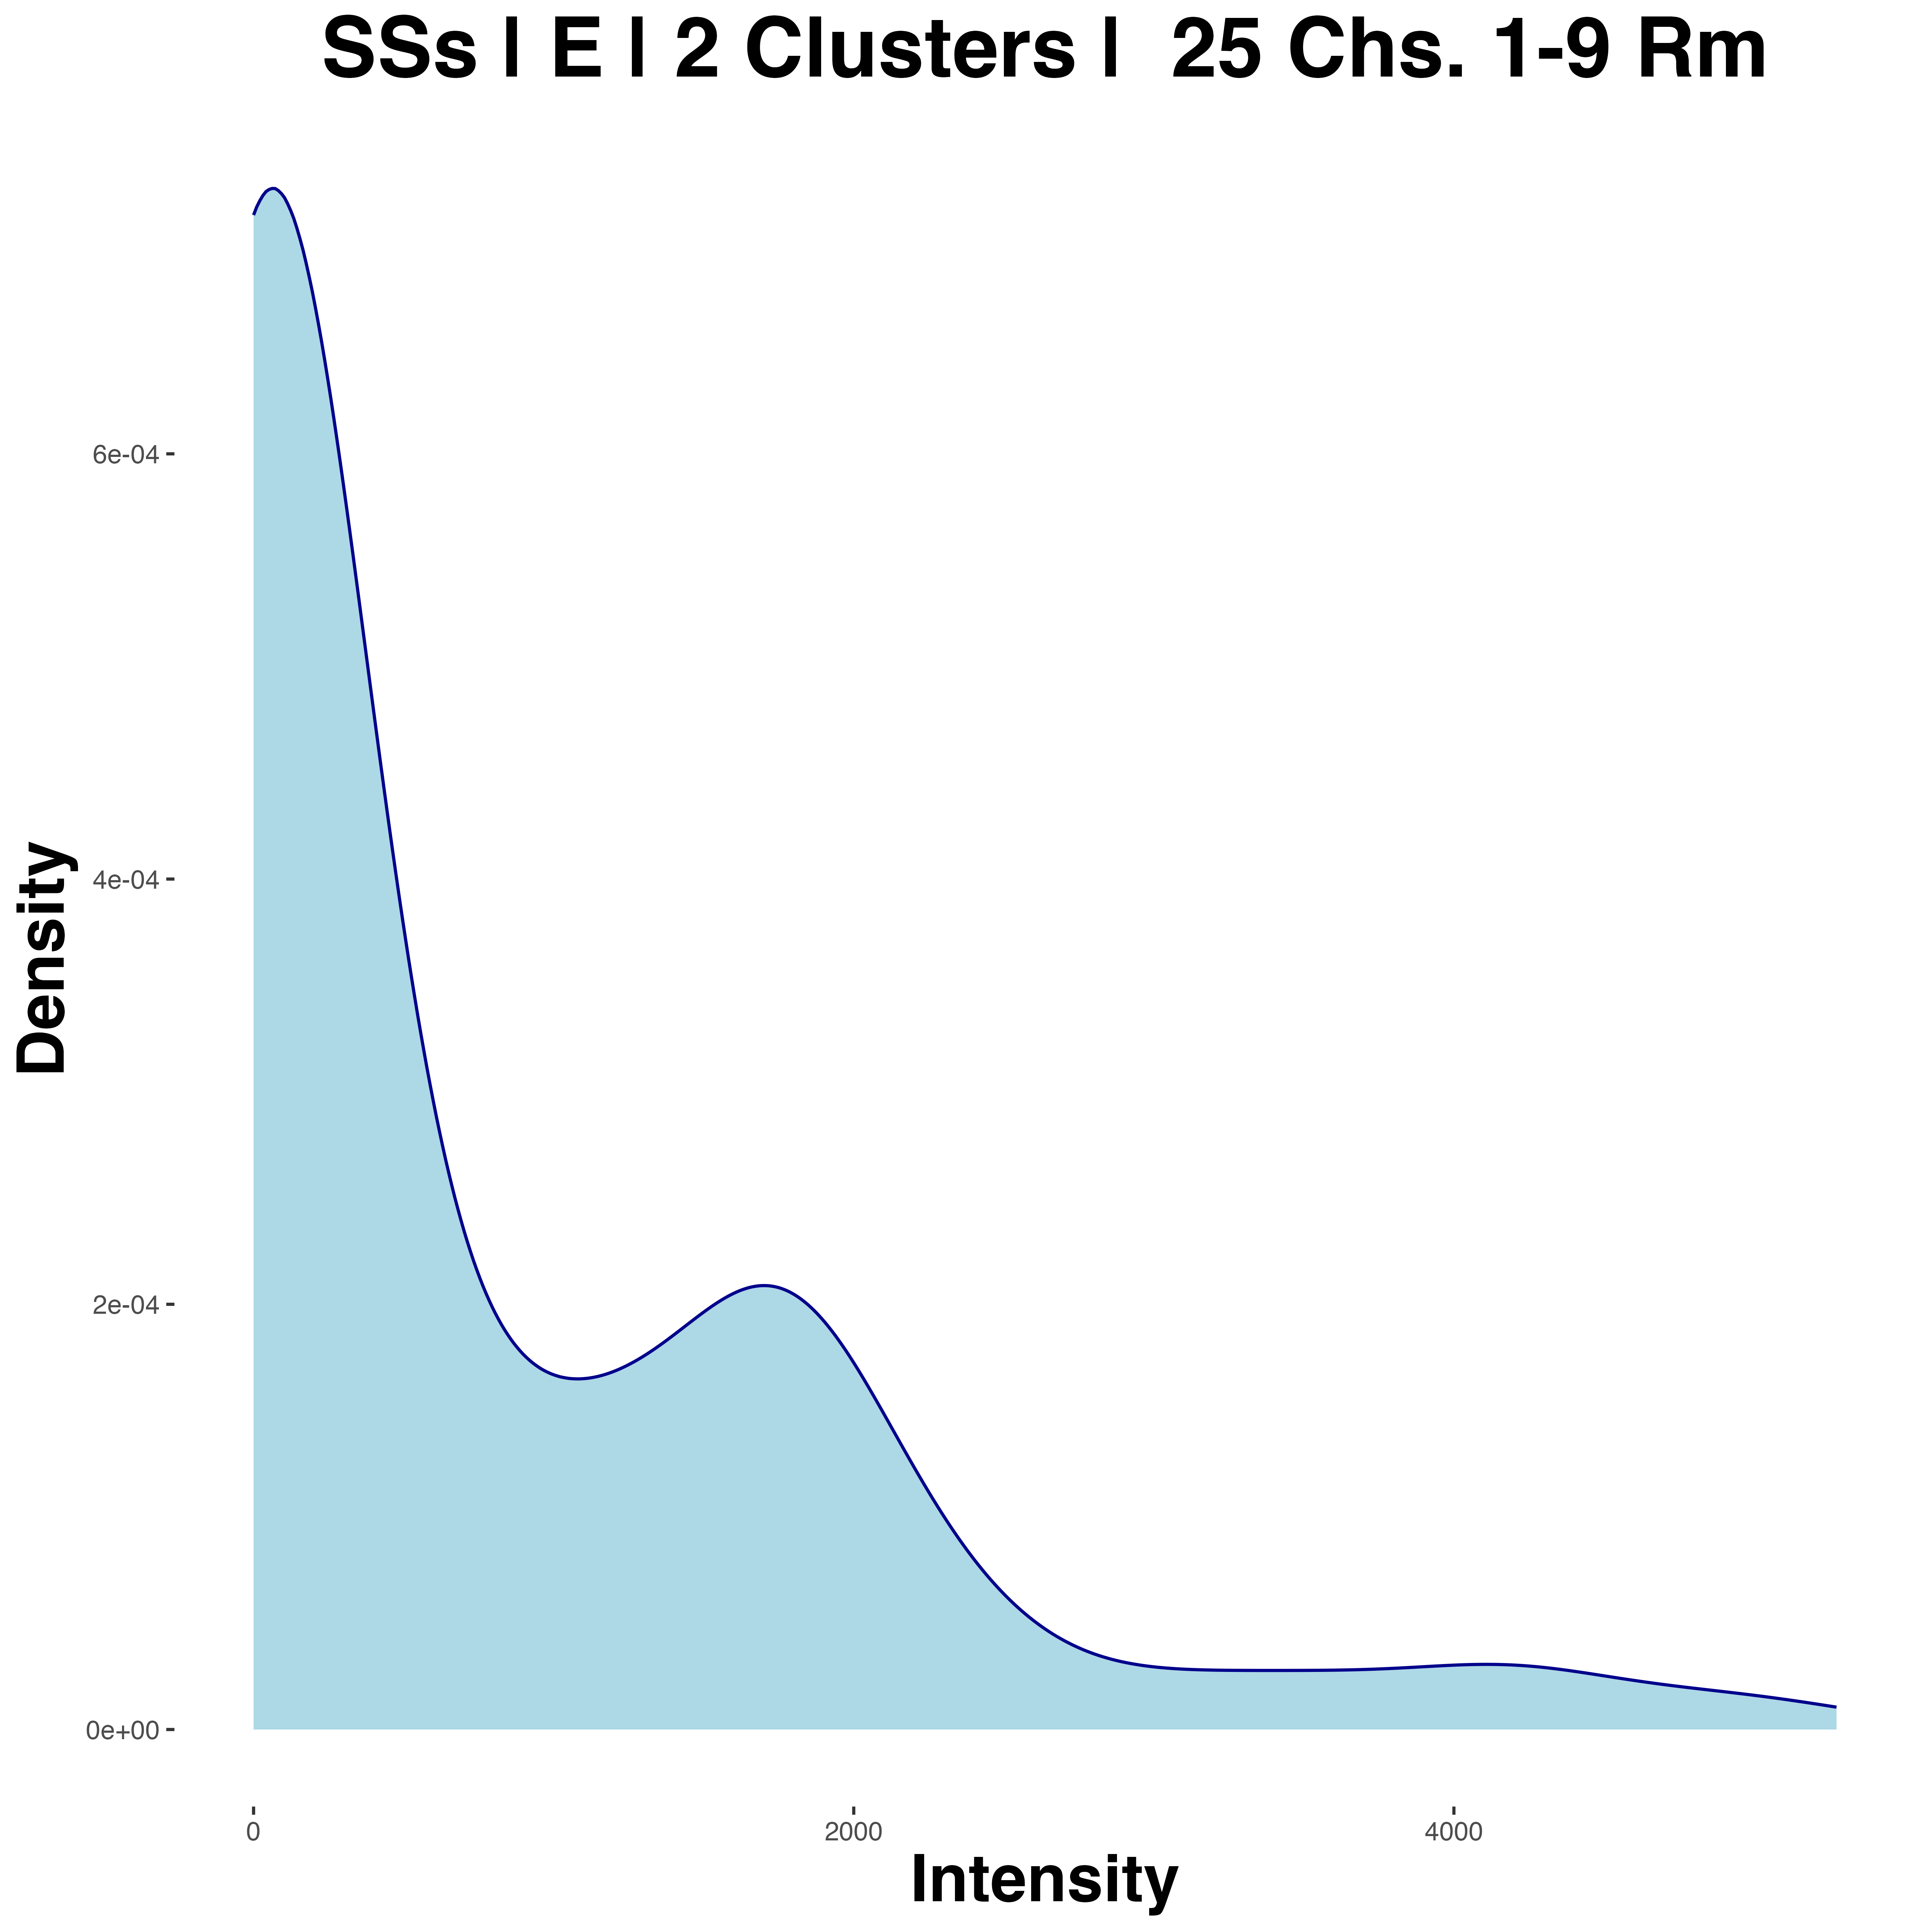 SSs | E | 2 Clusters |  25 Chs. 1-9 Rm
Density
6e-04
4e-04
2e-04
0e+00
0
2000
4000
Intensity